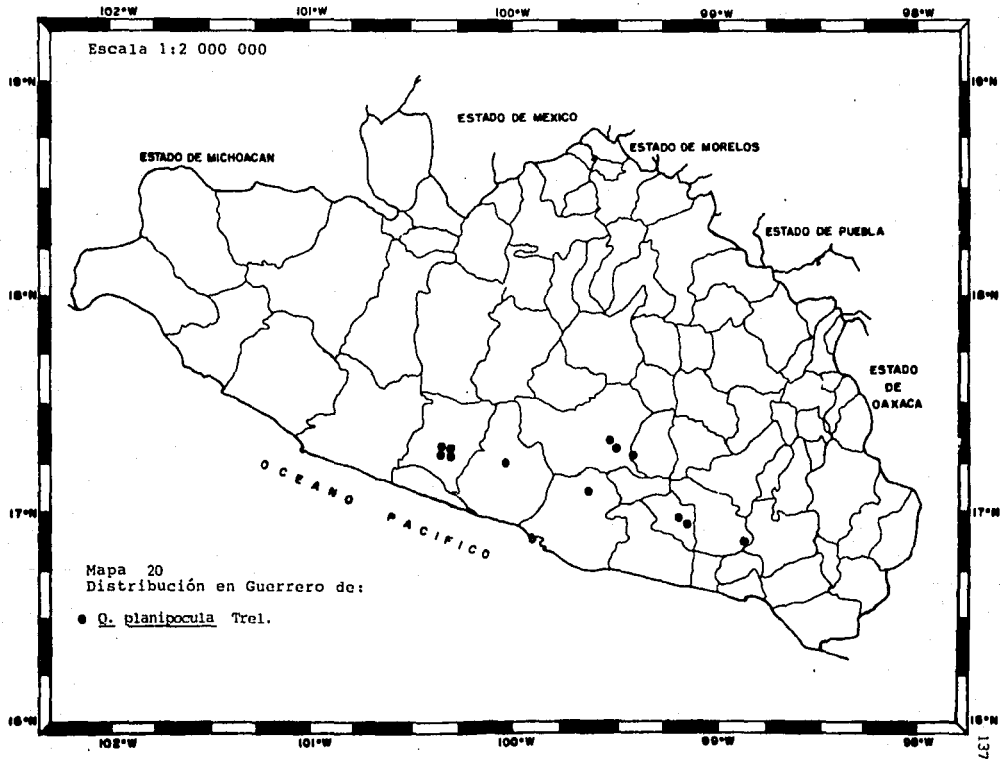 102°W 101°W 100°W 99°W 98°W
Escala 1:2 000 000
19°N 19°N
ESTADO DE MEXICO
ESTADO DE MORELOS
ESTADO DE MICHOACAN
ESTADO DE PUEBLA
18°N 18°N
ESTADO
DE
OAXACA
OCEANO PACIFICO
17°N 17°N
Mapa 20
Distribución en Guerrero de:
Q. planipocula Trel.
16°N 16°N
102°W 101°W 100°W 99°W 98°W
137